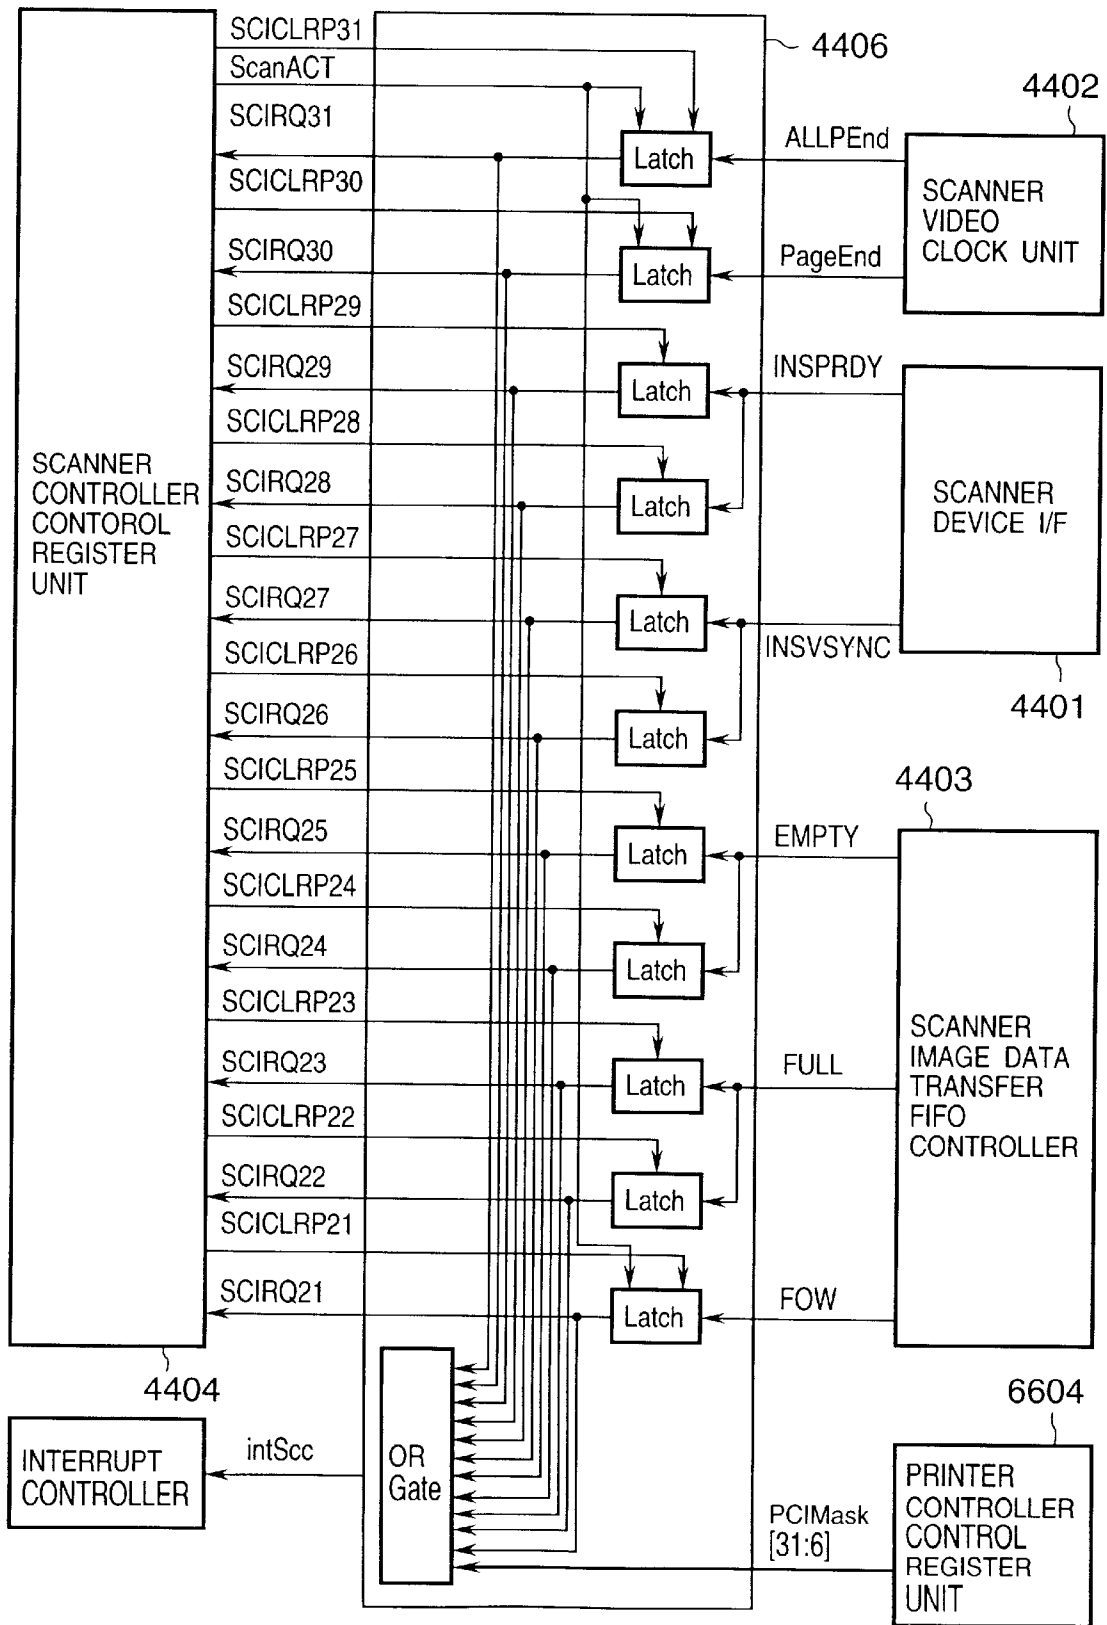 SCICLRP31
ScanACT
SCIRQ31
SCICLRP30
SCIRQ30
SCICLRP29
SCIRQ29
SCICLRP28
SCIRQ28
SCICLRP27
SCIRQ27
SCICLRP26
SCIRQ26
SCICLRP25
SCIRQ25
SCICLRP24
SCIRQ24
SCICLRP23
SCIRQ23
SCICLRP22
SCIRQ22
SCICLRP21
SCIRQ21
SCANNER
CONTROLLER
CONTOROL
REGISTER
UNIT
4404
INTERRUPT
CONTROLLER
intScc
OR
Gate
4406
Latch
Latch
Latch
Latch
Latch
Latch
Latch
Latch
Latch
Latch
Latch
ALLPEnd
PageEnd
4402
SCANNER
VIDEO
CLOCK UNIT
INSPRDY
INSVSYNC
SCANNER
DEVICE I/F
4401
4403
EMPTY
FULL
FOW
SCANNER
IMAGE DATA
TRANSFER
FIFO
CONTROLLER
6604
PCIMask
[31:6]
PRINTER
CONTROLLER
CONTROL
REGISTER
UNIT